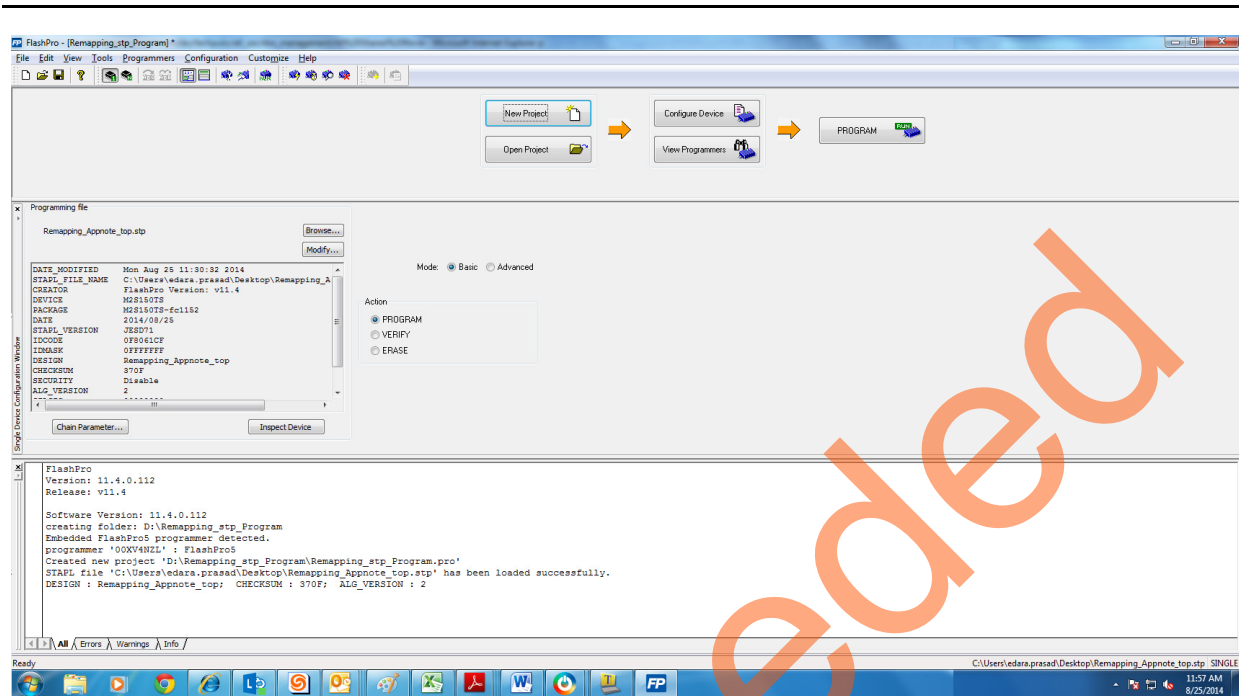 FlashPro - [Remapping_stp_Program] *
File Edit View Tools Programmers Configuration Customize Help
New Project
Open Project
Configure Device
View Programmers
PROGRAM
Programming file
Remapping_Appnote_top.stp
Browse...
Modify...
DATE_MODIFIED Mon Aug 25 11:30:32 2014
STAPL_FILE_NAME C:\Users\edara.prasad\Desktop\Remapping_A
CREATOR FlashPro Version: v11.4
DEVICE M2S150TS
PACKAGE M2S150TS-fc1152
DATE 2014/08/25
STAPL_VERSION JESD71
IDCODE 0F8061CF
IDMASK 0FFFFFFF
DESIGN Remapping_Appnote_top
CHECKSUM 370F
SECURITY Disable
ALG_VERSION 2
Chain Parameter...
Inspect Device
Mode: Basic Advanced
Action
PROGRAM
VERIFY
ERASE
Single Device Configuration Window
FlashPro
Version: 11.4.0.112
Release: v11.4
Software Version: 11.4.0.112
creating folder: D:\Remapping_stp_Program
Embedded FlashPro5 programmer detected.
programmer '00XV4NZL' : FlashPro5
Created new project 'D:\Remapping_stp_Program\Remapping_stp_Program.pro'
STAPL file 'C:\Users\edara.prasad\Desktop\Remapping_Appnote_top.stp' has been loaded successfully.
DESIGN : Remapping_Appnote_top; CHECKSUM : 370F; ALG_VERSION : 2
All Errors Warnings Info
Ready
C:\Users\edara.prasad\Desktop\Remapping_Appnote_top.stp SINGLE
11:57 AM
8/25/2014
ded